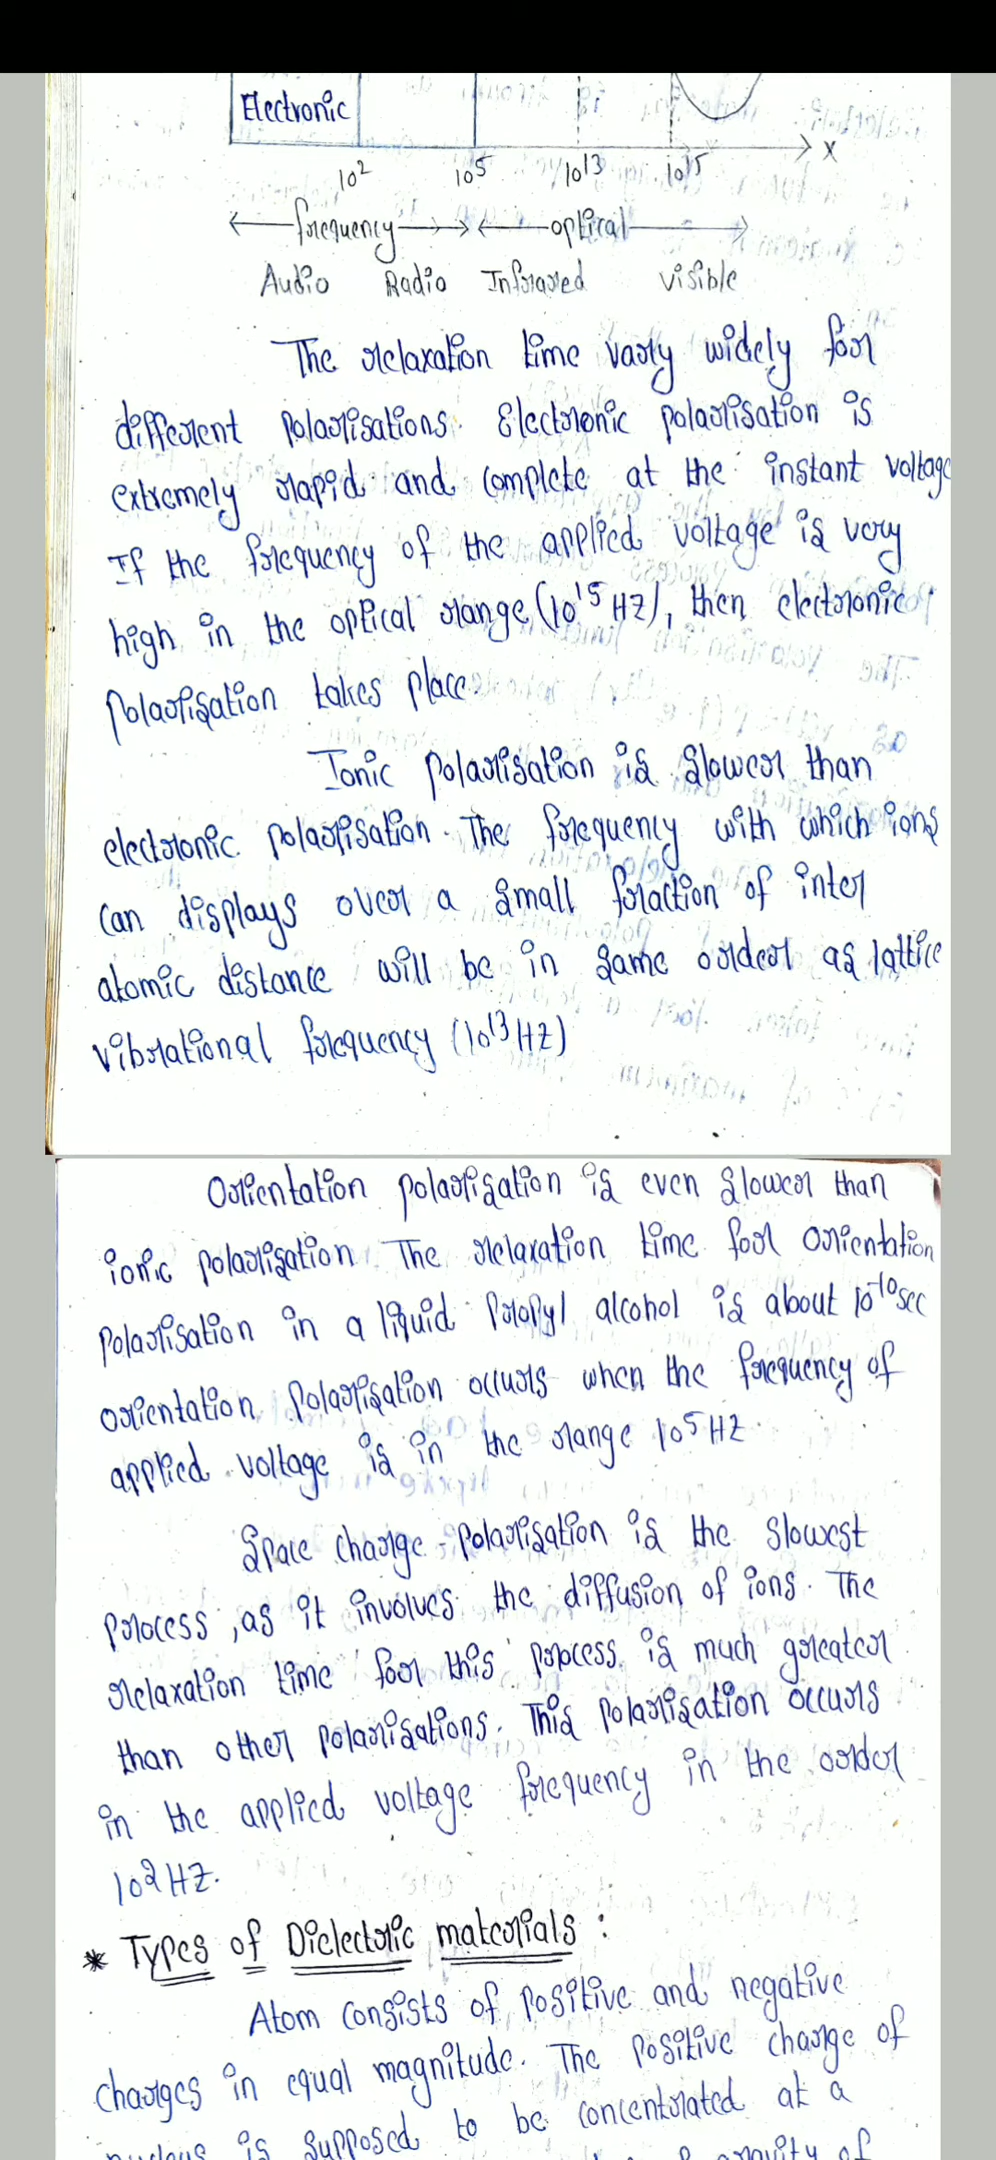 Electronic
x
10² 10⁵ 10¹³ 10¹⁵
frequency optical
Audio Radio Infrared visible
The relaxation time vary widely for
different polarisations. Electronic polarisation is
extremely rapid and complete at the instant voltage
If the frequency of the applied voltage is very
high in the optical range (10¹⁵ HZ), then electronic
polarisation takes place.
Ionic polarisation is slower than
electronic polarisation. The frequency with which ions
can displays over a small fraction of inter
atomic distance will be in same order as lattice
vibrational frequency (10¹³ HZ)
Orientation polarisation is even slower than
ionic polarisation. The relaxation time for orientation
polarisation in a liquid propyl alcohol is about 10⁻¹⁰ sec
orientation polarisation occurs when the frequency of
applied voltage is in the range 10⁵ HZ.
Space charge - polarisation is the slowest
process, as it involves the diffusion of ions. The
relaxation time for this process is much greater
than other polarisations. This polarisation occurs
in the applied voltage frequency in the order
10² HZ.
* Types of Dielectric materials :
Atom consists of positive and negative
charges in equal magnitude. The positive charge of
nucleus is supposed to be concentrated at a
gravity of